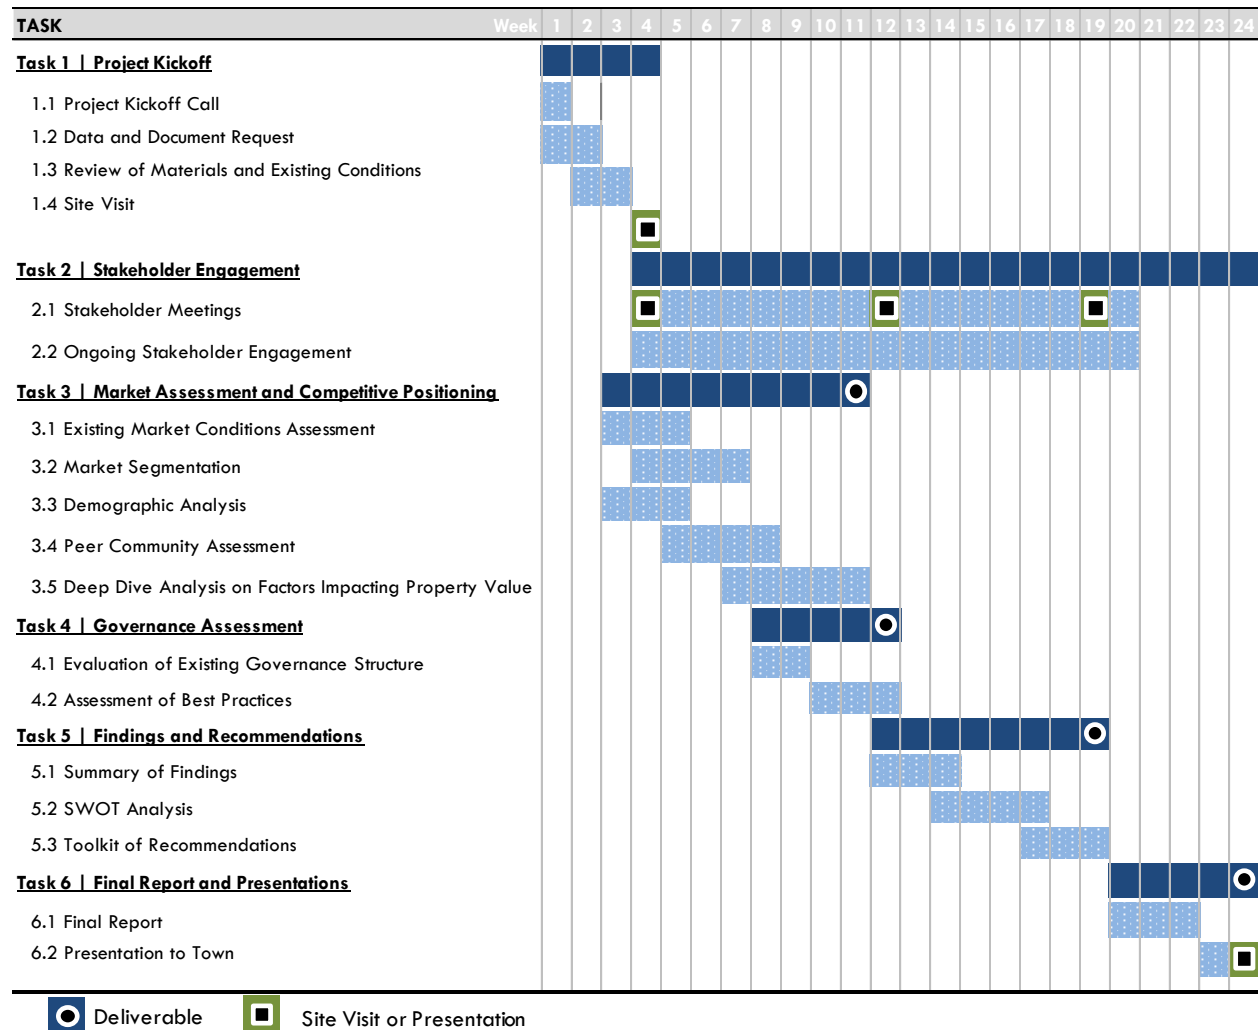 TASK Week 1 2 3 4 5 6 7 8 9 10 11 12 13 14 15 16 17 18 19 20 21 22 23 24
Task 1 | Project Kickoff
1.1 Project Kickoff Call
1.2 Data and Document Request
1.3 Review of Materials and Existing Conditions
1.4 Site Visit
Task 2 | Stakeholder Engagement
2.1 Stakeholder Meetings
2.2 Ongoing Stakeholder Engagement
Task 3 | Market Assessment and Competitive Positioning
3.1 Existing Market Conditions Assessment
3.2 Market Segmentation
3.3 Demographic Analysis
3.4 Peer Community Assessment
3.5 Deep Dive Analysis on Factors Impacting Property Value
Task 4 | Governance Assessment
4.1 Evaluation of Existing Governance Structure
4.2 Assessment of Best Practices
Task 5 | Findings and Recommendations
5.1 Summary of Findings
5.2 SWOT Analysis
5.3 Toolkit of Recommendations
Task 6 | Final Report and Presentations
6.1 Final Report
6.2 Presentation to Town
Deliverable Site Visit or Presentation